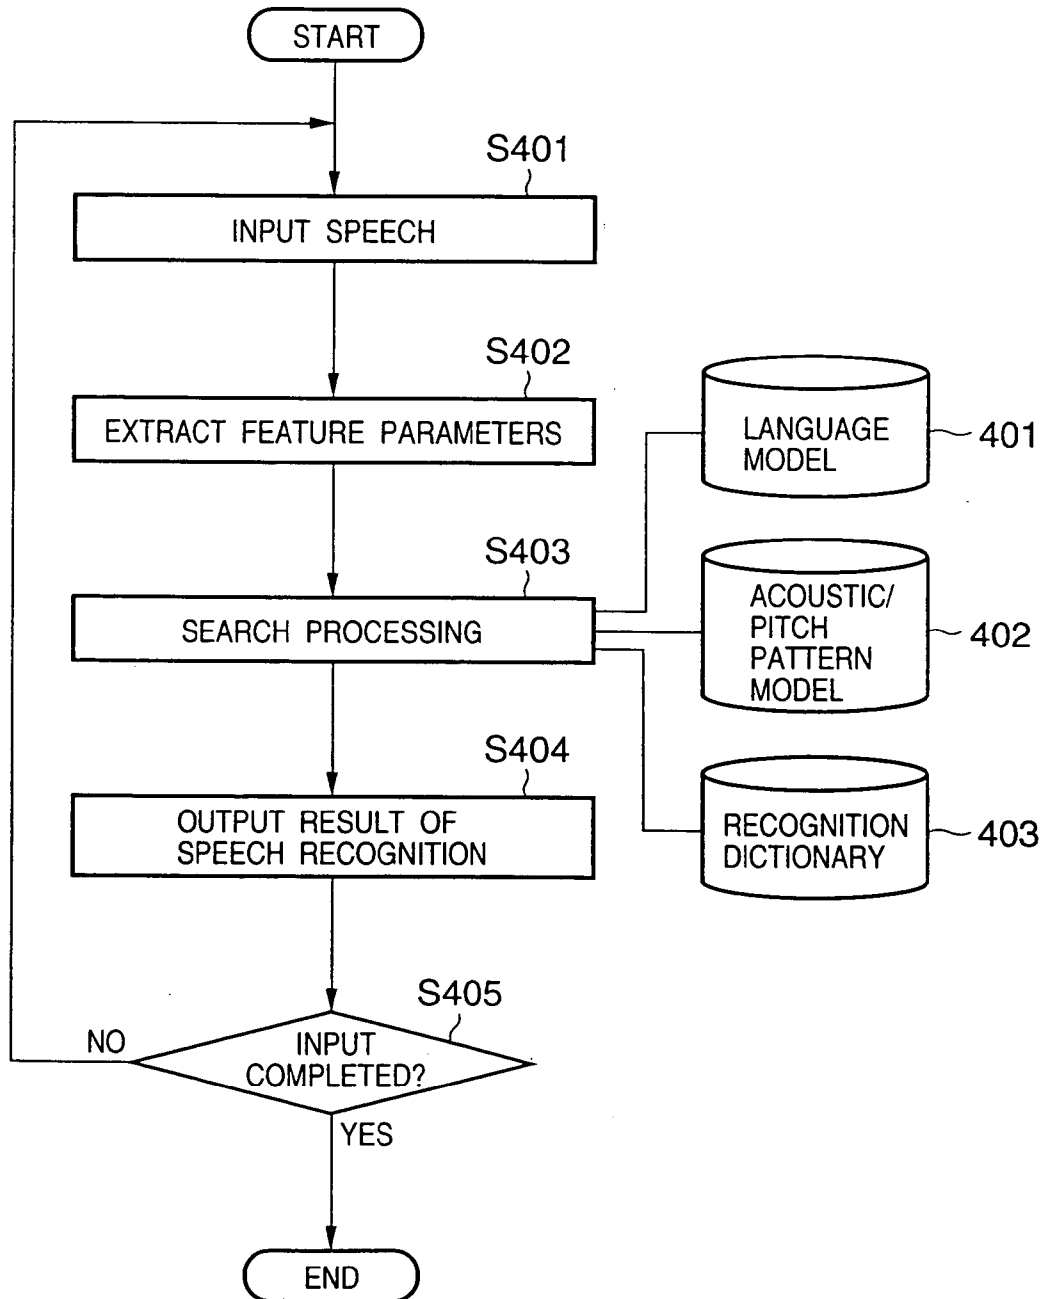 START
S401
INPUT SPEECH
S402
EXTRACT FEATURE PARAMETERS
LANGUAGE
MODEL
401
S403
SEARCH PROCESSING
ACOUSTIC/
PITCH
PATTERN
MODEL
402
S404
OUTPUT RESULT OF
SPEECH RECOGNITION
RECOGNITION
DICTIONARY
403
S405
NO
INPUT
COMPLETED?
YES
END